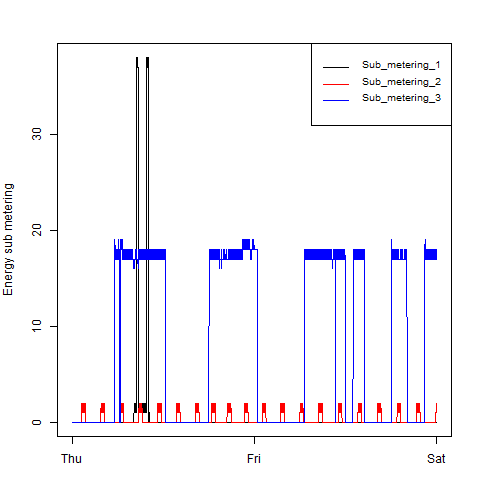 Sub_metering_1
Sub_metering_2
Sub_metering_3
Energy sub metering
30
20
10
0
Thu Fri Sat